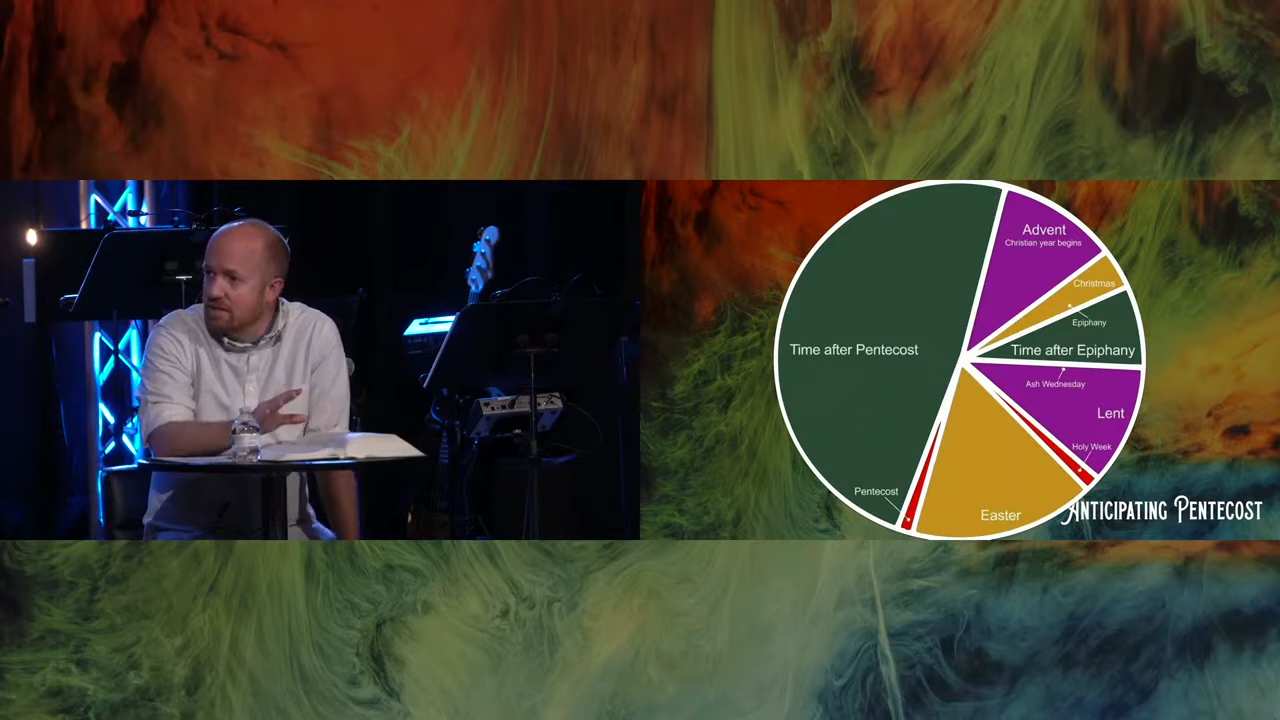 Advent
Christian year begins
Christmas
Epiphany
Time after Epiphany
Ash Wednesday
Lent
Holy Week
Easter
Pentecost
Time after Pentecost
Anticipating Pentecost